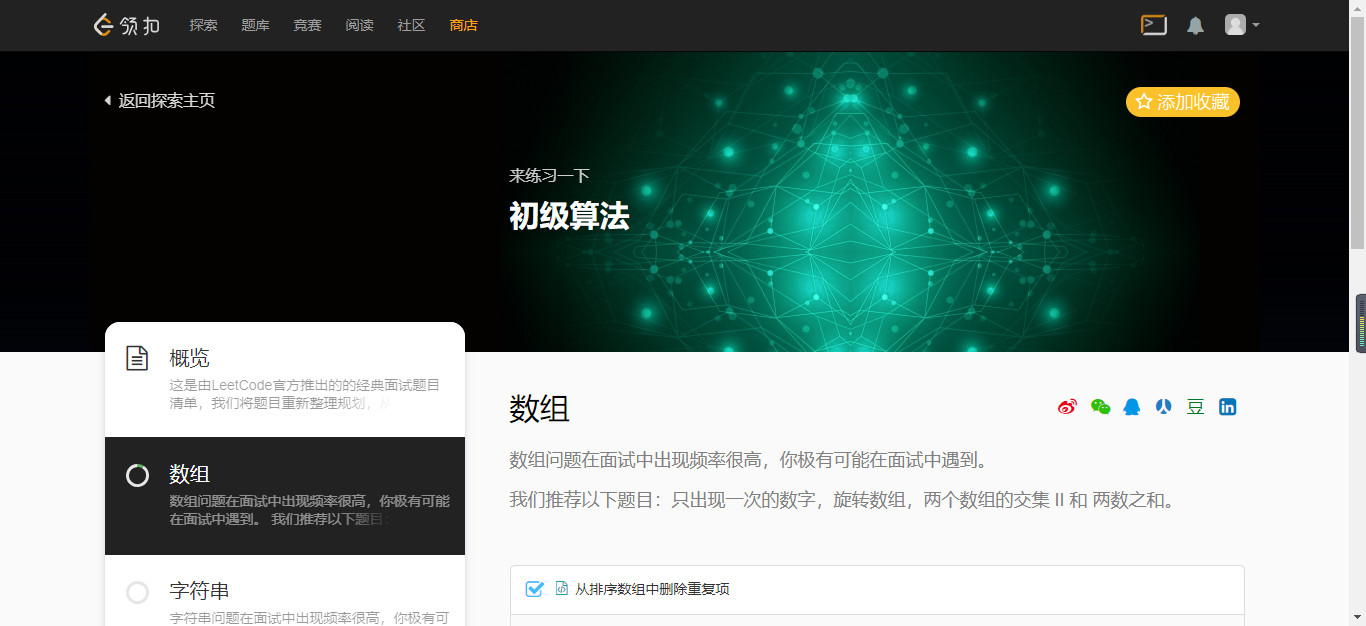 领扣 探索 题库 竞赛 阅读 社区 商店
返回探索主页
添加收藏
来练习一下
初级算法
概览
这是由LeetCode官方推出的的经典面试题目
清单，我们将题目重新整理规划，从
数组
数组问题在面试中出现频率很高，你极有可能
在面试中遇到。 我们推荐以下题目：
字符串
字符串问题在面试中出现频率很高，你极有可
数组
豆
in
数组问题在面试中出现频率很高，你极有可能在面试中遇到。
我们推荐以下题目：只出现一次的数字，旋转数组，两个数组的交集 II 和 两数之和。
从排序数组中删除重复项